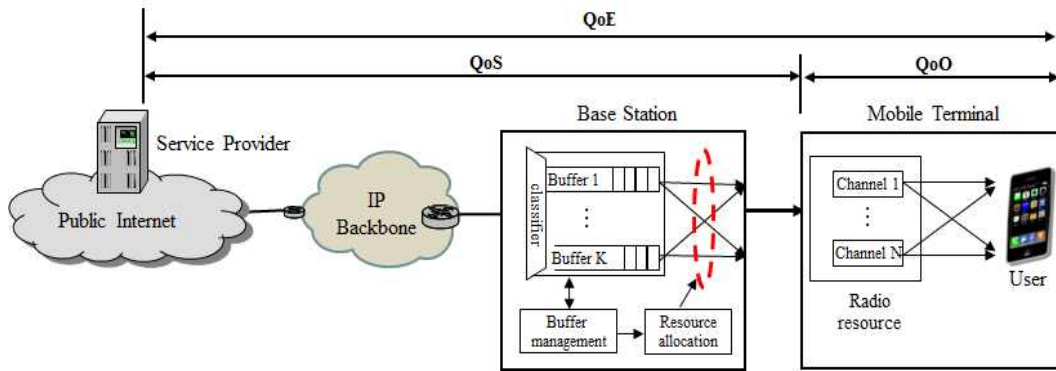 QoE
QoS
QoO
Base Station
Mobile Terminal
Service Provider
Public Internet
IP
Backbone
classifier
Buffer 1
Buffer K
Buffer
management
Resource
allocation
Channel 1
Channel N
Radio
resource
User